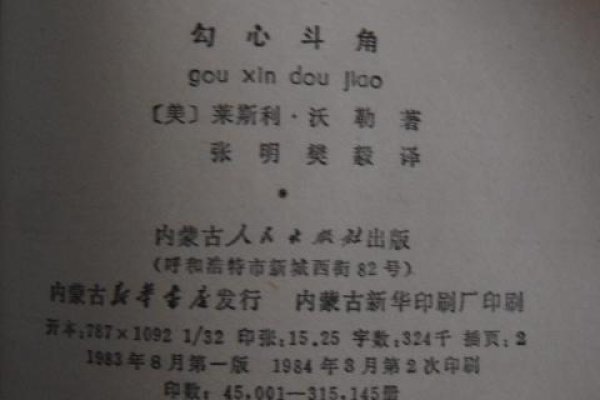 勾心斗角
gou xin dou jiao
〔美〕莱斯利·沃勒著
张明樊毅译
内蒙古人民出版社出版
(呼和浩特市新城西街82号)
内蒙古新华书店发行 内蒙古新华印刷厂印刷
开本:787×1092 1/32 印张:15.25 字数:324千 插页:2
1983年8月第一版 1984年3月第2次印刷
印数:45,001—315,145册